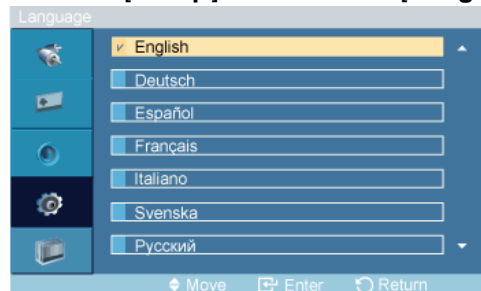 Language
English
Deutsch
Español
Français
Italiano
Svenska
Русский
Move Enter Return